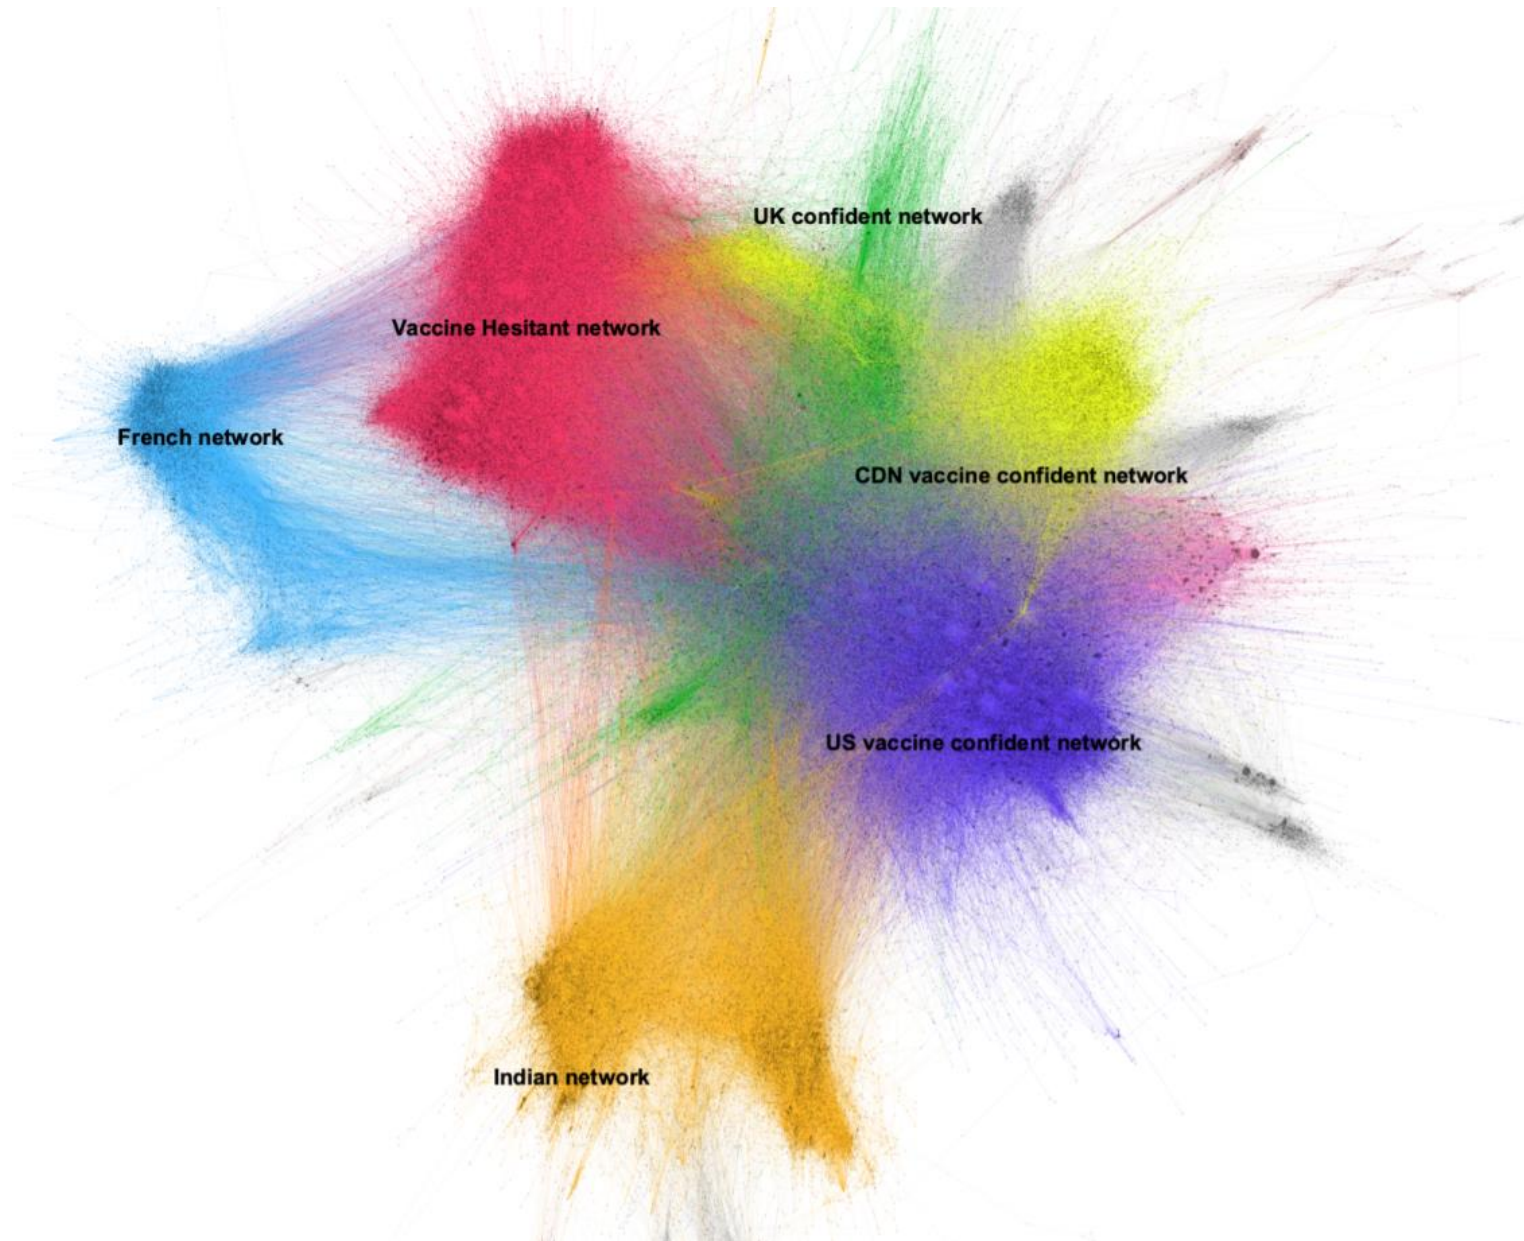 UK confident network
Vaccine Hesitant network
French network
CDN vaccine confident network
US vaccine confident network
Indian network